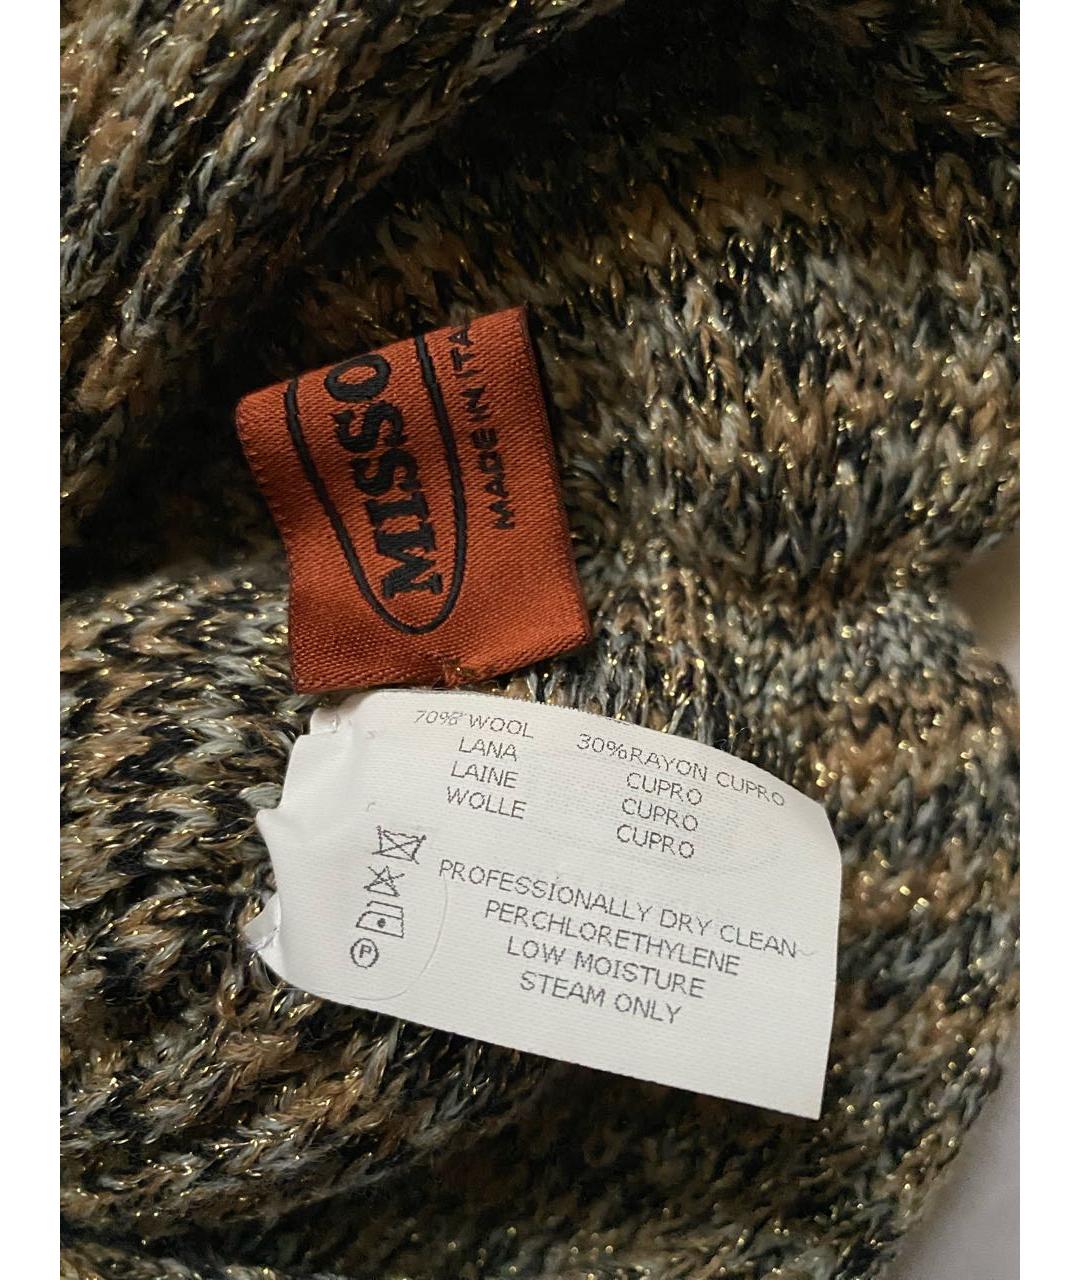 MISSO
MADE IN ITA
70% WOOL
LANA
LAINE
WOLLE
30%RAYON CUPRO
CUPRO
CUPRO
CUPRO
PROFESSIONALLY DRY CLEAN
PERCHLORETHYLENE
LOW MOISTURE
STEAM ONLY
P